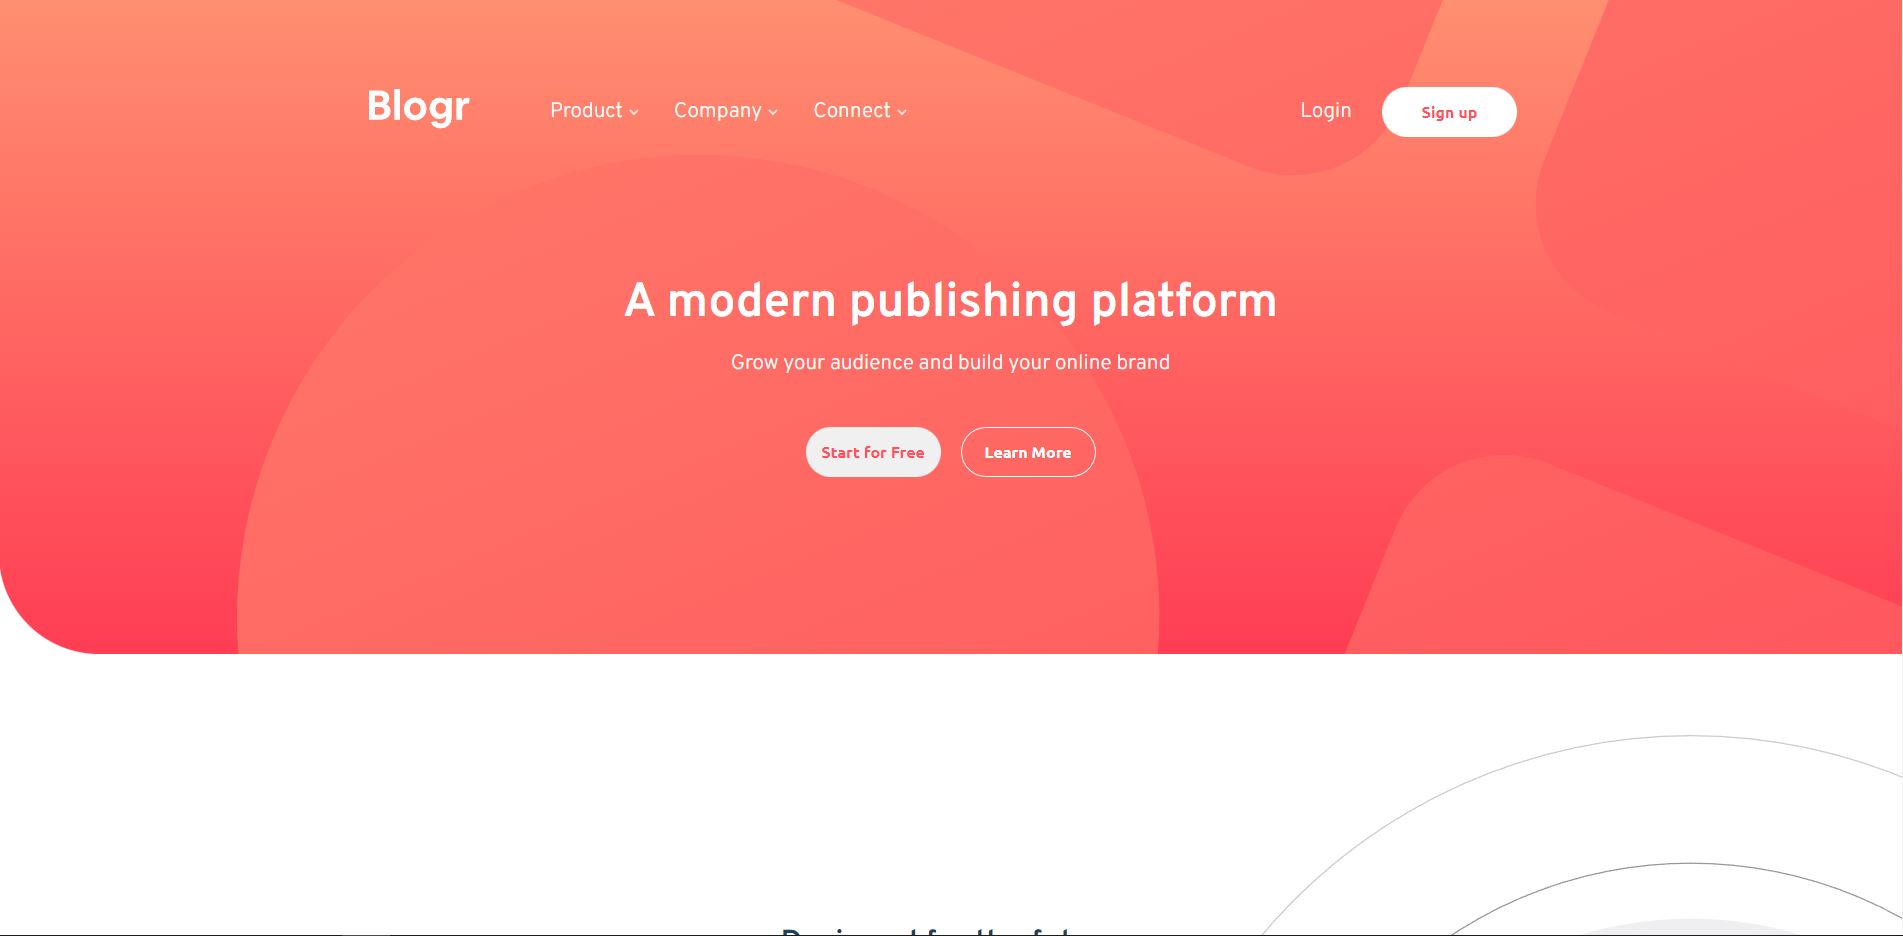 Blogr
Product
Company
Connect
Login
Sign up
A modern publishing platform
Grow your audience and build your online brand
Start for Free
Learn More